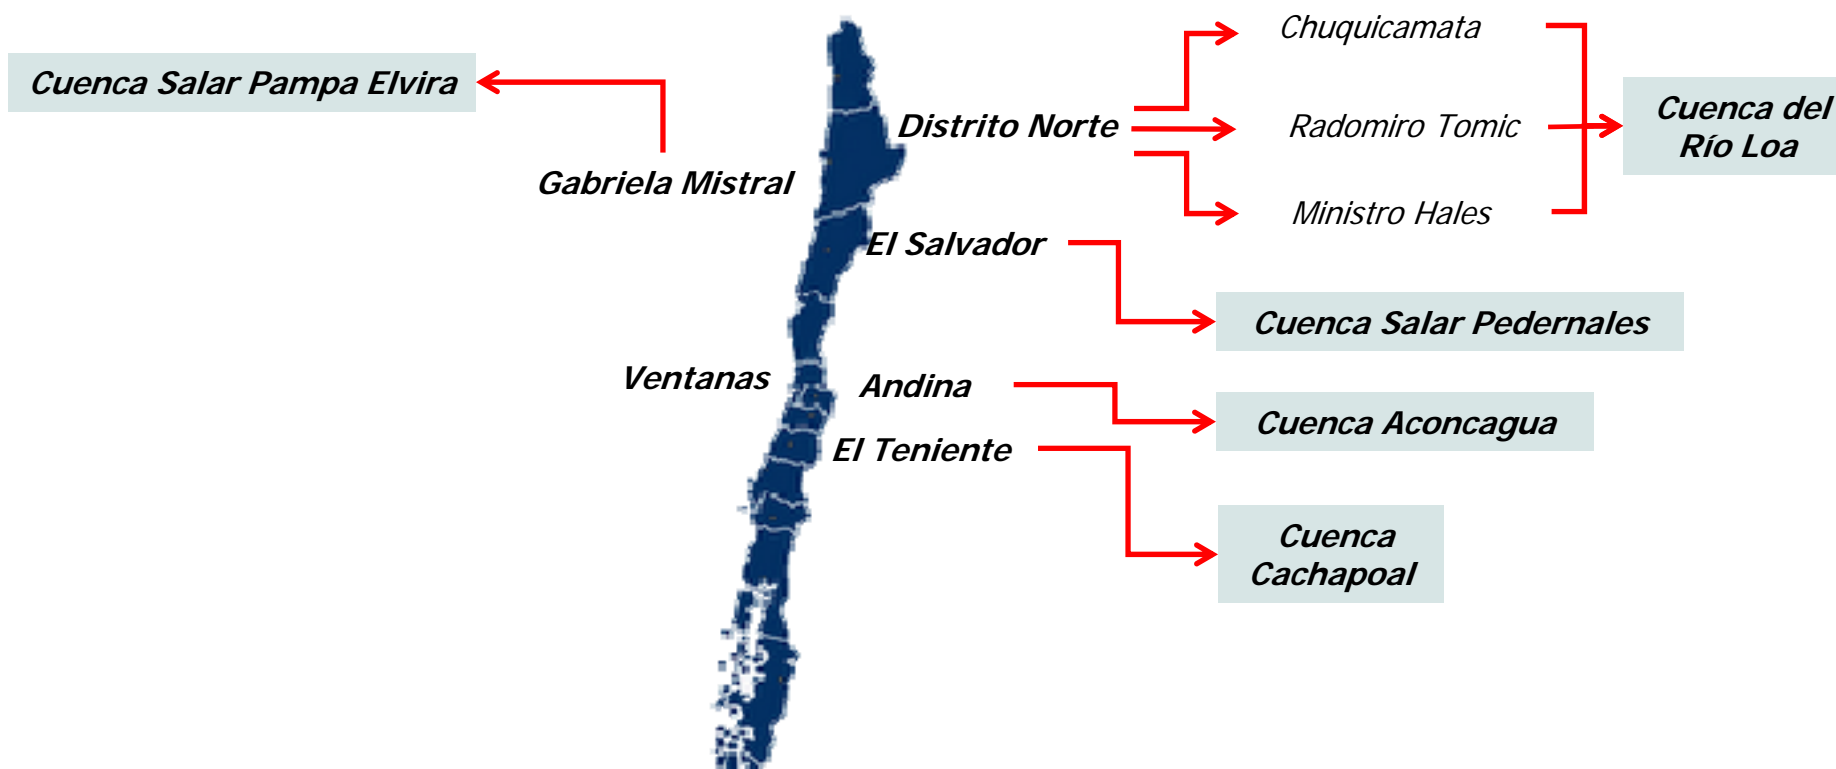 Chuquicamata
Cuenca Salar Pampa Elvira
Distrito Norte
Radomiro Tomic
Cuenca del
Río Loa
Gabriela Mistral
Ministro Hales
El Salvador
Cuenca Salar Pedernales
Ventanas
Andina
Cuenca Aconcagua
El Teniente
Cuenca
Cachapoal